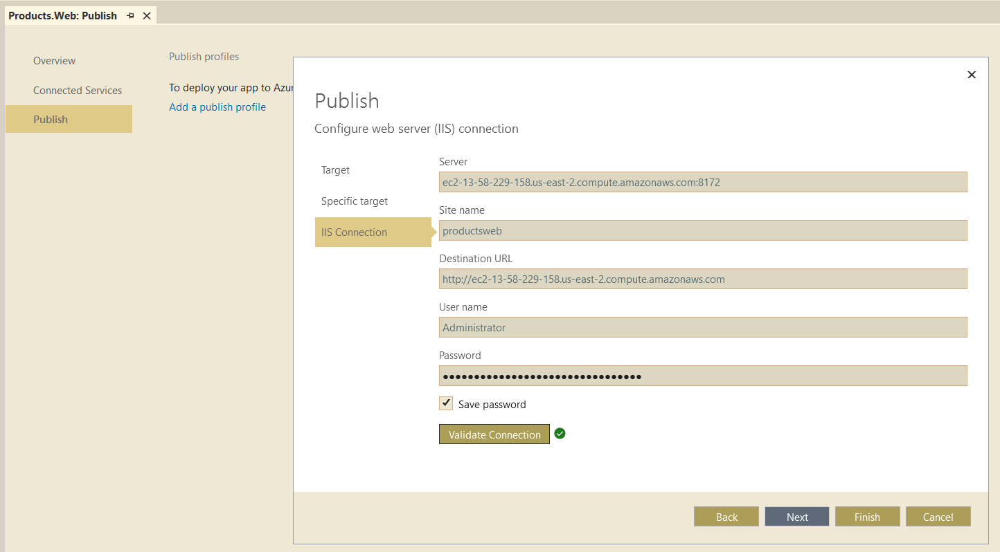 Products.Web: Publish
Overview
Connected Services
Publish
Publish profiles
To deploy your app to Azur
Add a publish profile
Publish
Configure web server (IIS) connection
Target
Specific target
IIS Connection
Server
ec2-13-58-229-158.us-east-2.compute.amazonaws.com:8172
Site name
productsweb
Destination URL
http://ec2-13-58-229-158.us-east-2.compute.amazonaws.com
User name
Administrator
Password
●●●●●●●●●●●●●●●●●●●●●●●●●●●●●●●●
Save password
Validate Connection
Back Next Finish Cancel